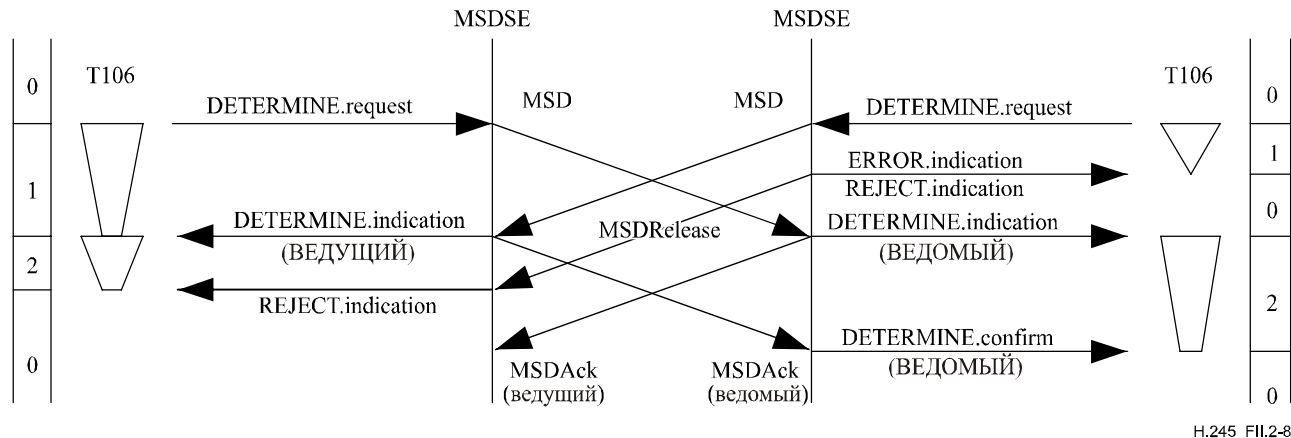 MSDSE MSDSE
0 T106 T106 0
DETERMINE.request MSD MSD DETERMINE.request
1 ERROR.indication 1
REJECT.indication
0
DETERMINE.indication MSDRelease DETERMINE.indication
(ВЕДУЩИЙ) (ВЕДОМЫЙ)
2
REJECT.indication 2
DETERMINE.confirm
0 MSDAck MSDAck (ВЕДОМЫЙ)
(ведущий) (ведомый) 0
H.245 FII.2-8